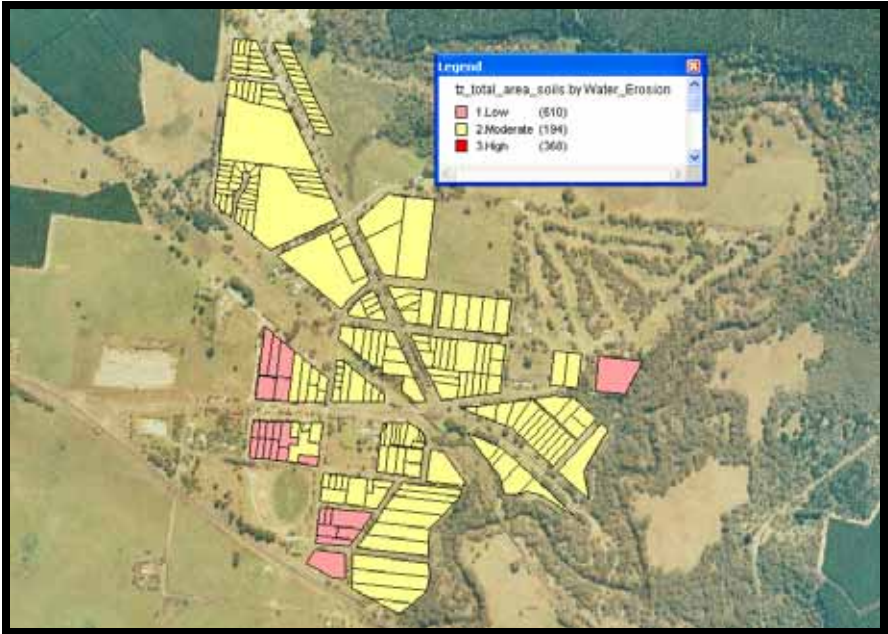 Legend
tz_total_area_soils by Water_Erosion
1.Low (610)
2.Moderate (194)
3.High (368)